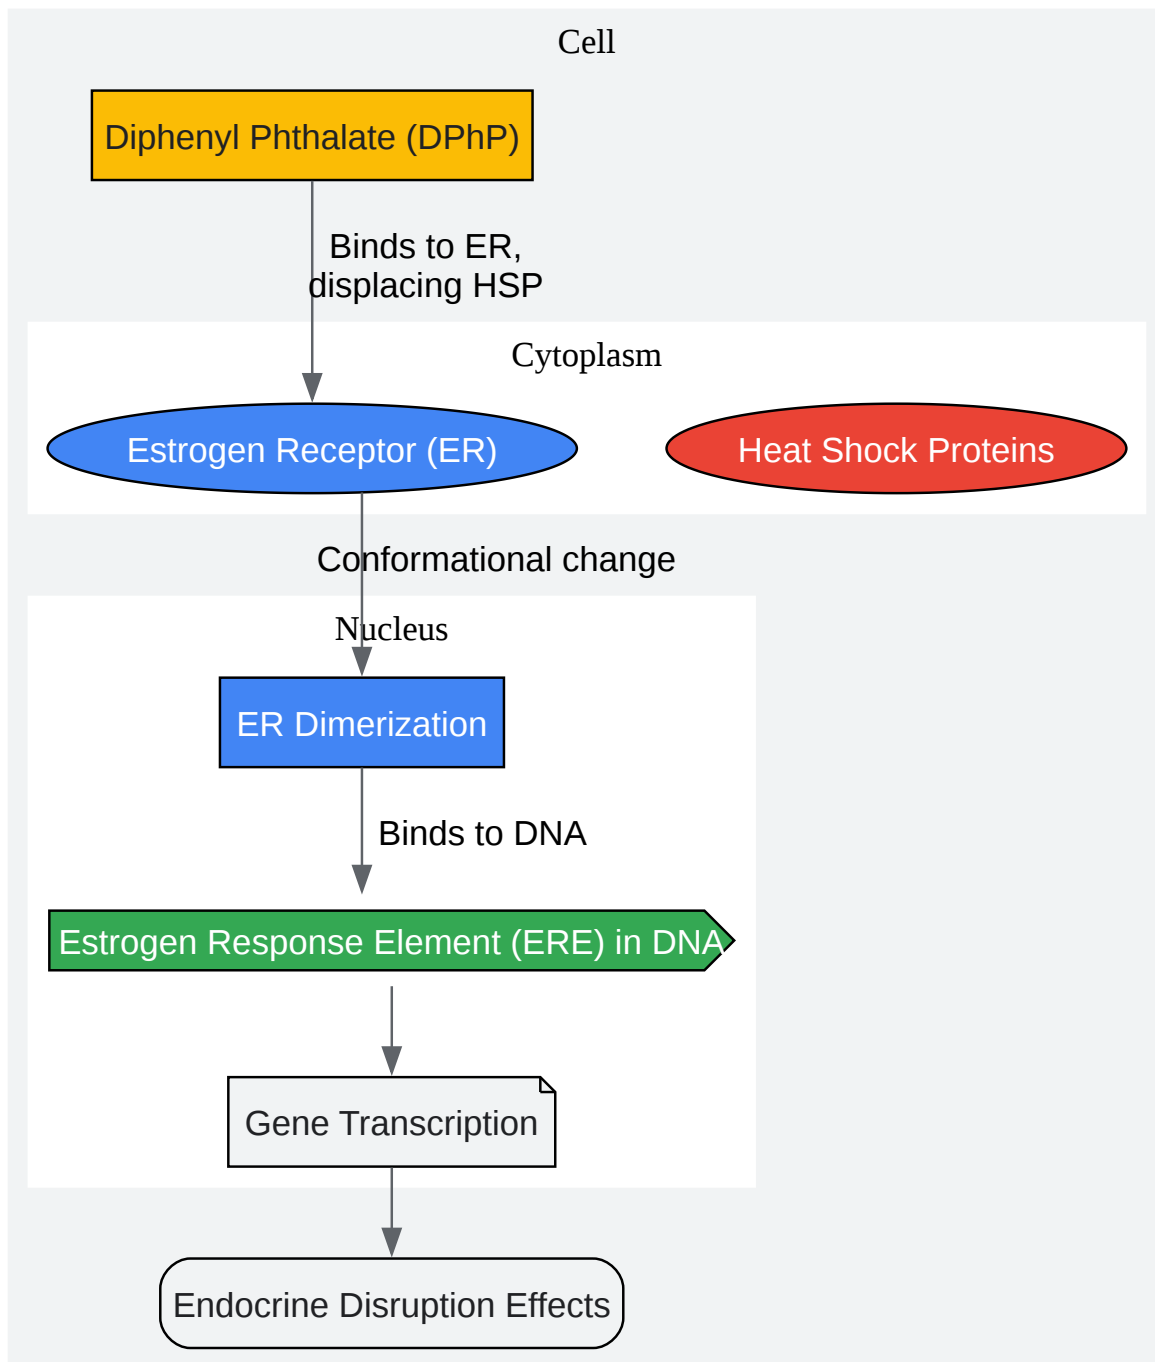 Cell
Diphenyl Phthalate (DPhP)
Binds to ER,
displacing HSP
Cytoplasm
Estrogen Receptor (ER)
Heat Shock Proteins
Conformational change
Nucleus
ER Dimerization
Binds to DNA
Estrogen Response Element (ERE) in DNA
Gene Transcription
Endocrine Disruption Effects